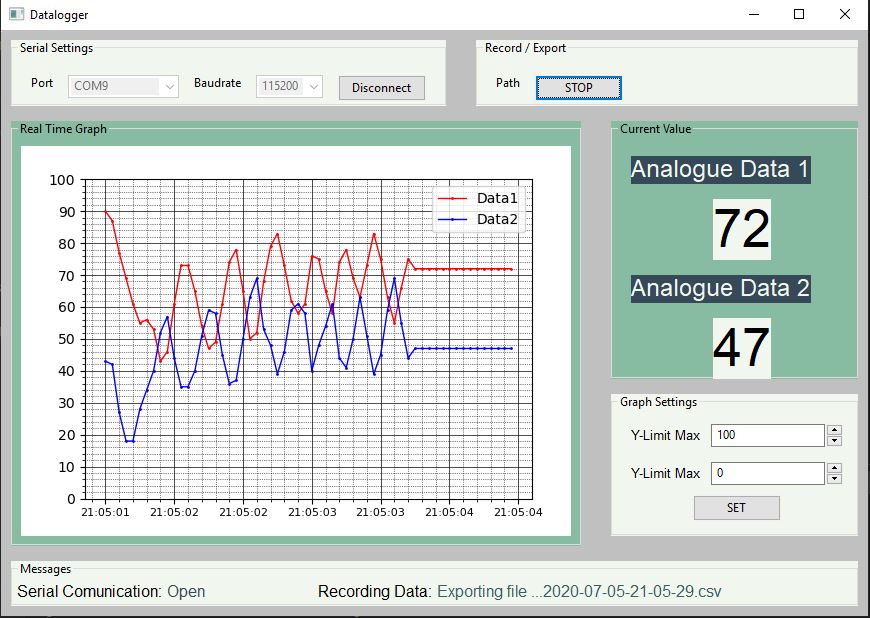 Datalogger
Serial Settings
Port COM9 Baudrate 115200 Disconnect
Record / Export
Path STOP
Real Time Graph
100
90
80
70
60
50
40
30
20
10
0
Data1
Data2
21:05:01 21:05:02 21:05:02 21:05:03 21:05:03 21:05:04 21:05:04
Current Value
Analogue Data 1
72
Analogue Data 2
47
Graph Settings
Y-Limit Max 100
Y-Limit Max 0
SET
Messages
Serial Comunication: Open Recording Data: Exporting file ...2020-07-05-21-05-29.csv